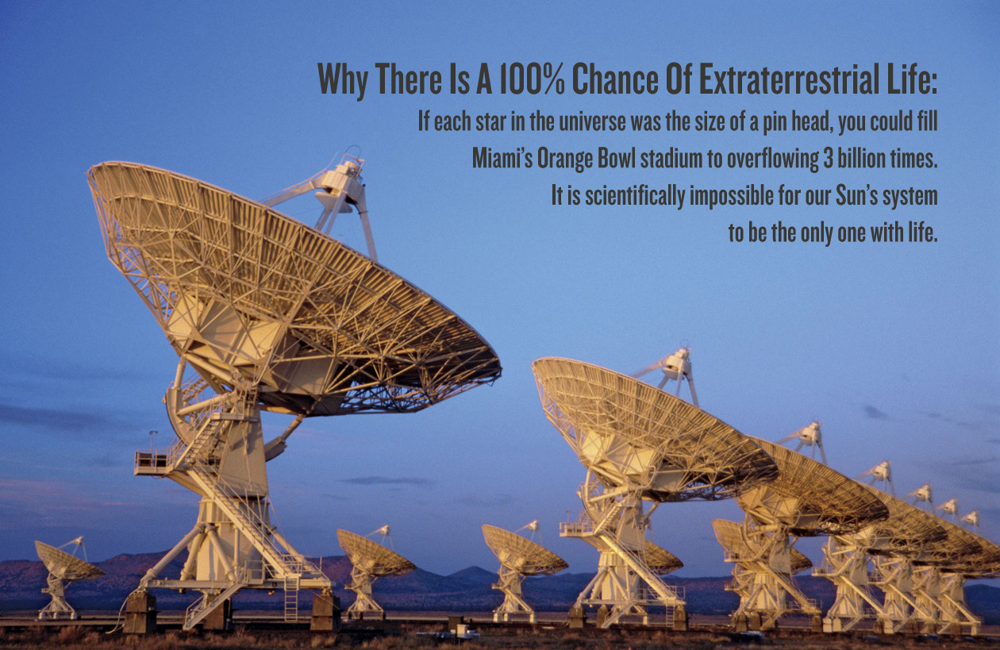 Why There Is A 100% Chance Of Extraterrestrial Life:
If each star in the universe was the size of a pin head, you could fill
Miami's Orange Bowl stadium to overflowing 3 billion times.
It is scientifically impossible for our Sun's system
to be the only one with life.